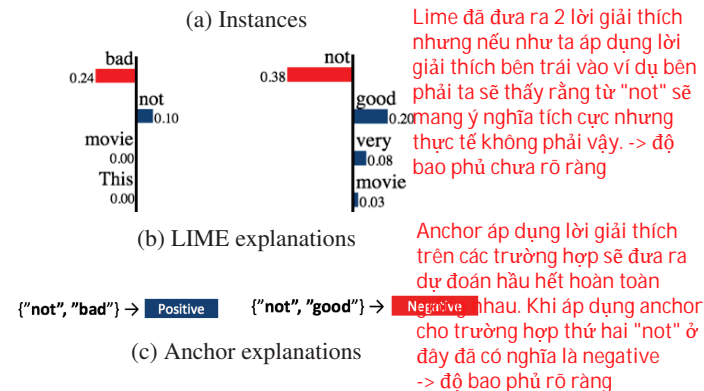 (a) Instances
bad
0.24
not
0.10
movie
0.00
This
0.00
not
0.38
good
0.20
very
0.08
movie
0.03
(b) LIME explanations
{"not", "bad"} → Positive
{"not", "good"} → Negative
(c) Anchor explanations
Lime đã đưa ra 2 lời giải thích
nhưng nếu như ta áp dụng lời
giải thích bên trái vào ví dụ bên
phải ta sẽ thấy rằng từ "not" sẽ
mang ý nghĩa tích cực nhưng
thực tế không phải vậy. -> độ
bao phủ chưa rõ ràng
Anchor áp dụng lời giải thích
trên các trường hợp sẽ đưa ra
dự đoán hầu hết hoàn toàn
nhau. Khi áp dụng anchor
cho trường hợp thứ hai "not" ở
đây đã có nghĩa là negative
-> độ bao phủ rõ ràng